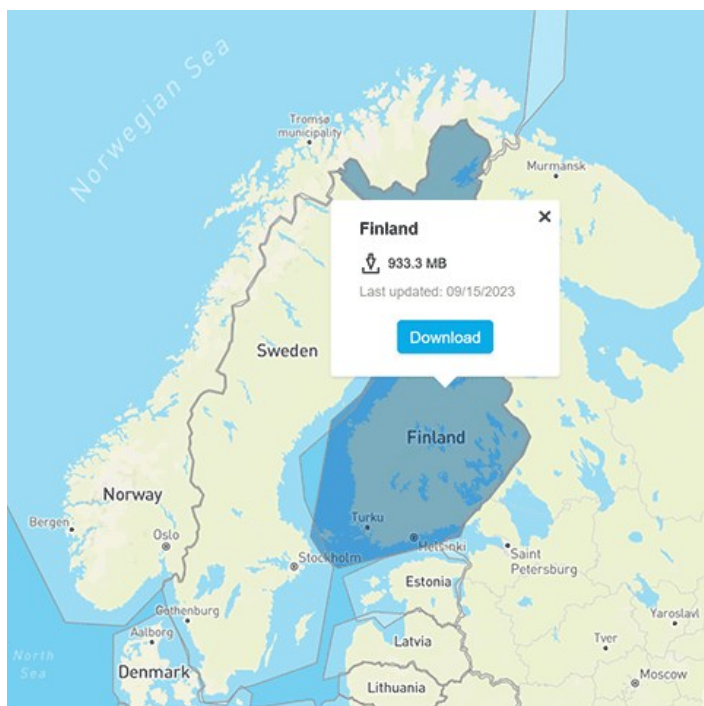 Norwegian Sea
Tromsø
municipality
Murmansk
Finland
933.3 MB
Last updated: 09/15/2023
Download
Sweden
Finland
Norway
Turku
Bergen
Oslo
Helsinki
Stockholm
Saint
Petersburg
Estonia
Gothenburg
Yaroslavl
Aalborg
Latvia
Tver
North
Sea
Denmark
Moscow
Lithuania